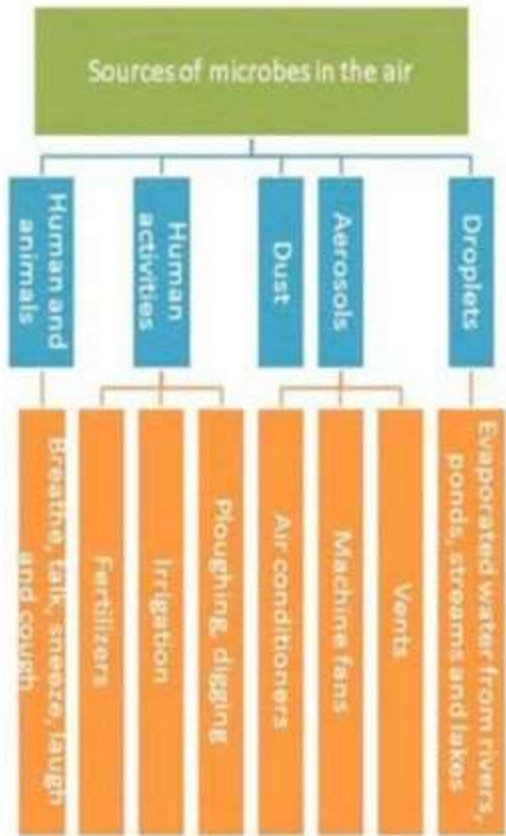 Sources of microbes in the air
Droplets
Evaporated water from rivers,
ponds, streams and lakes
Aerosols
Vents
Machine fans
Air conditioners
Dust
Human
activities
Ploughing, digging
Irrigation
Fertilizers
Human and
animals
Breathe, talk, sneeze, laugh
and cough